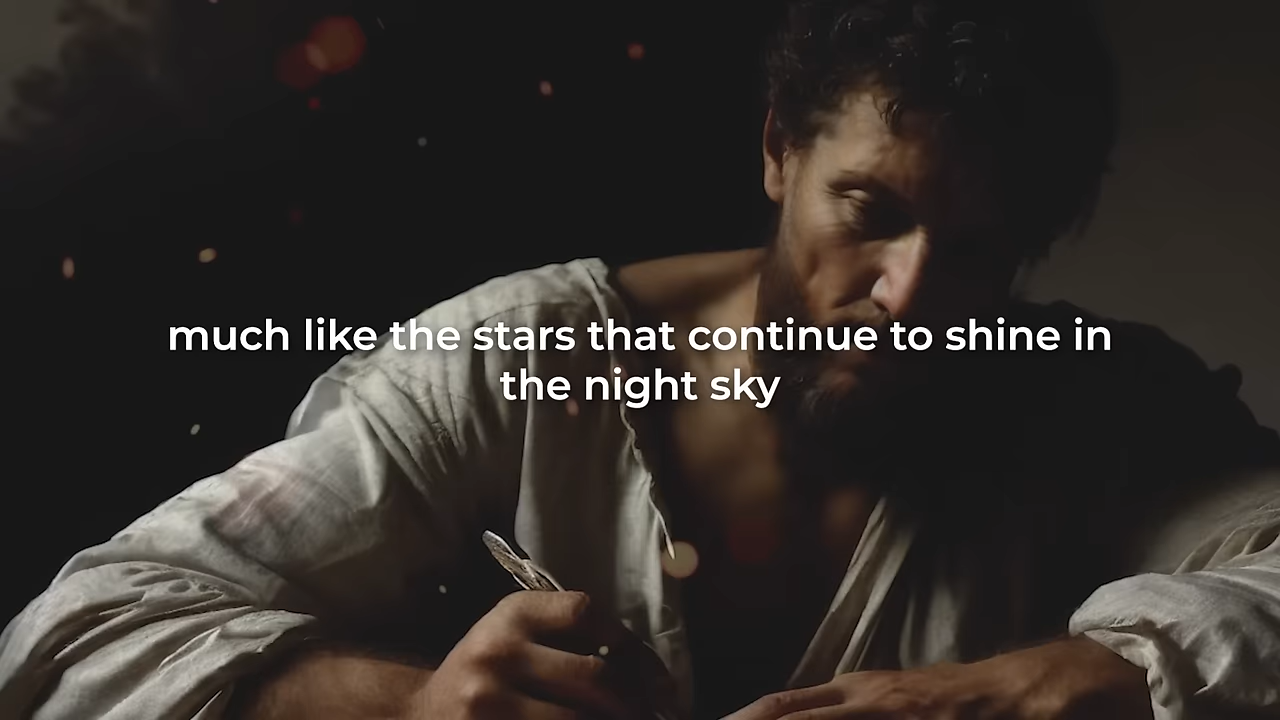 much like the stars that continue to shine in
the night sky